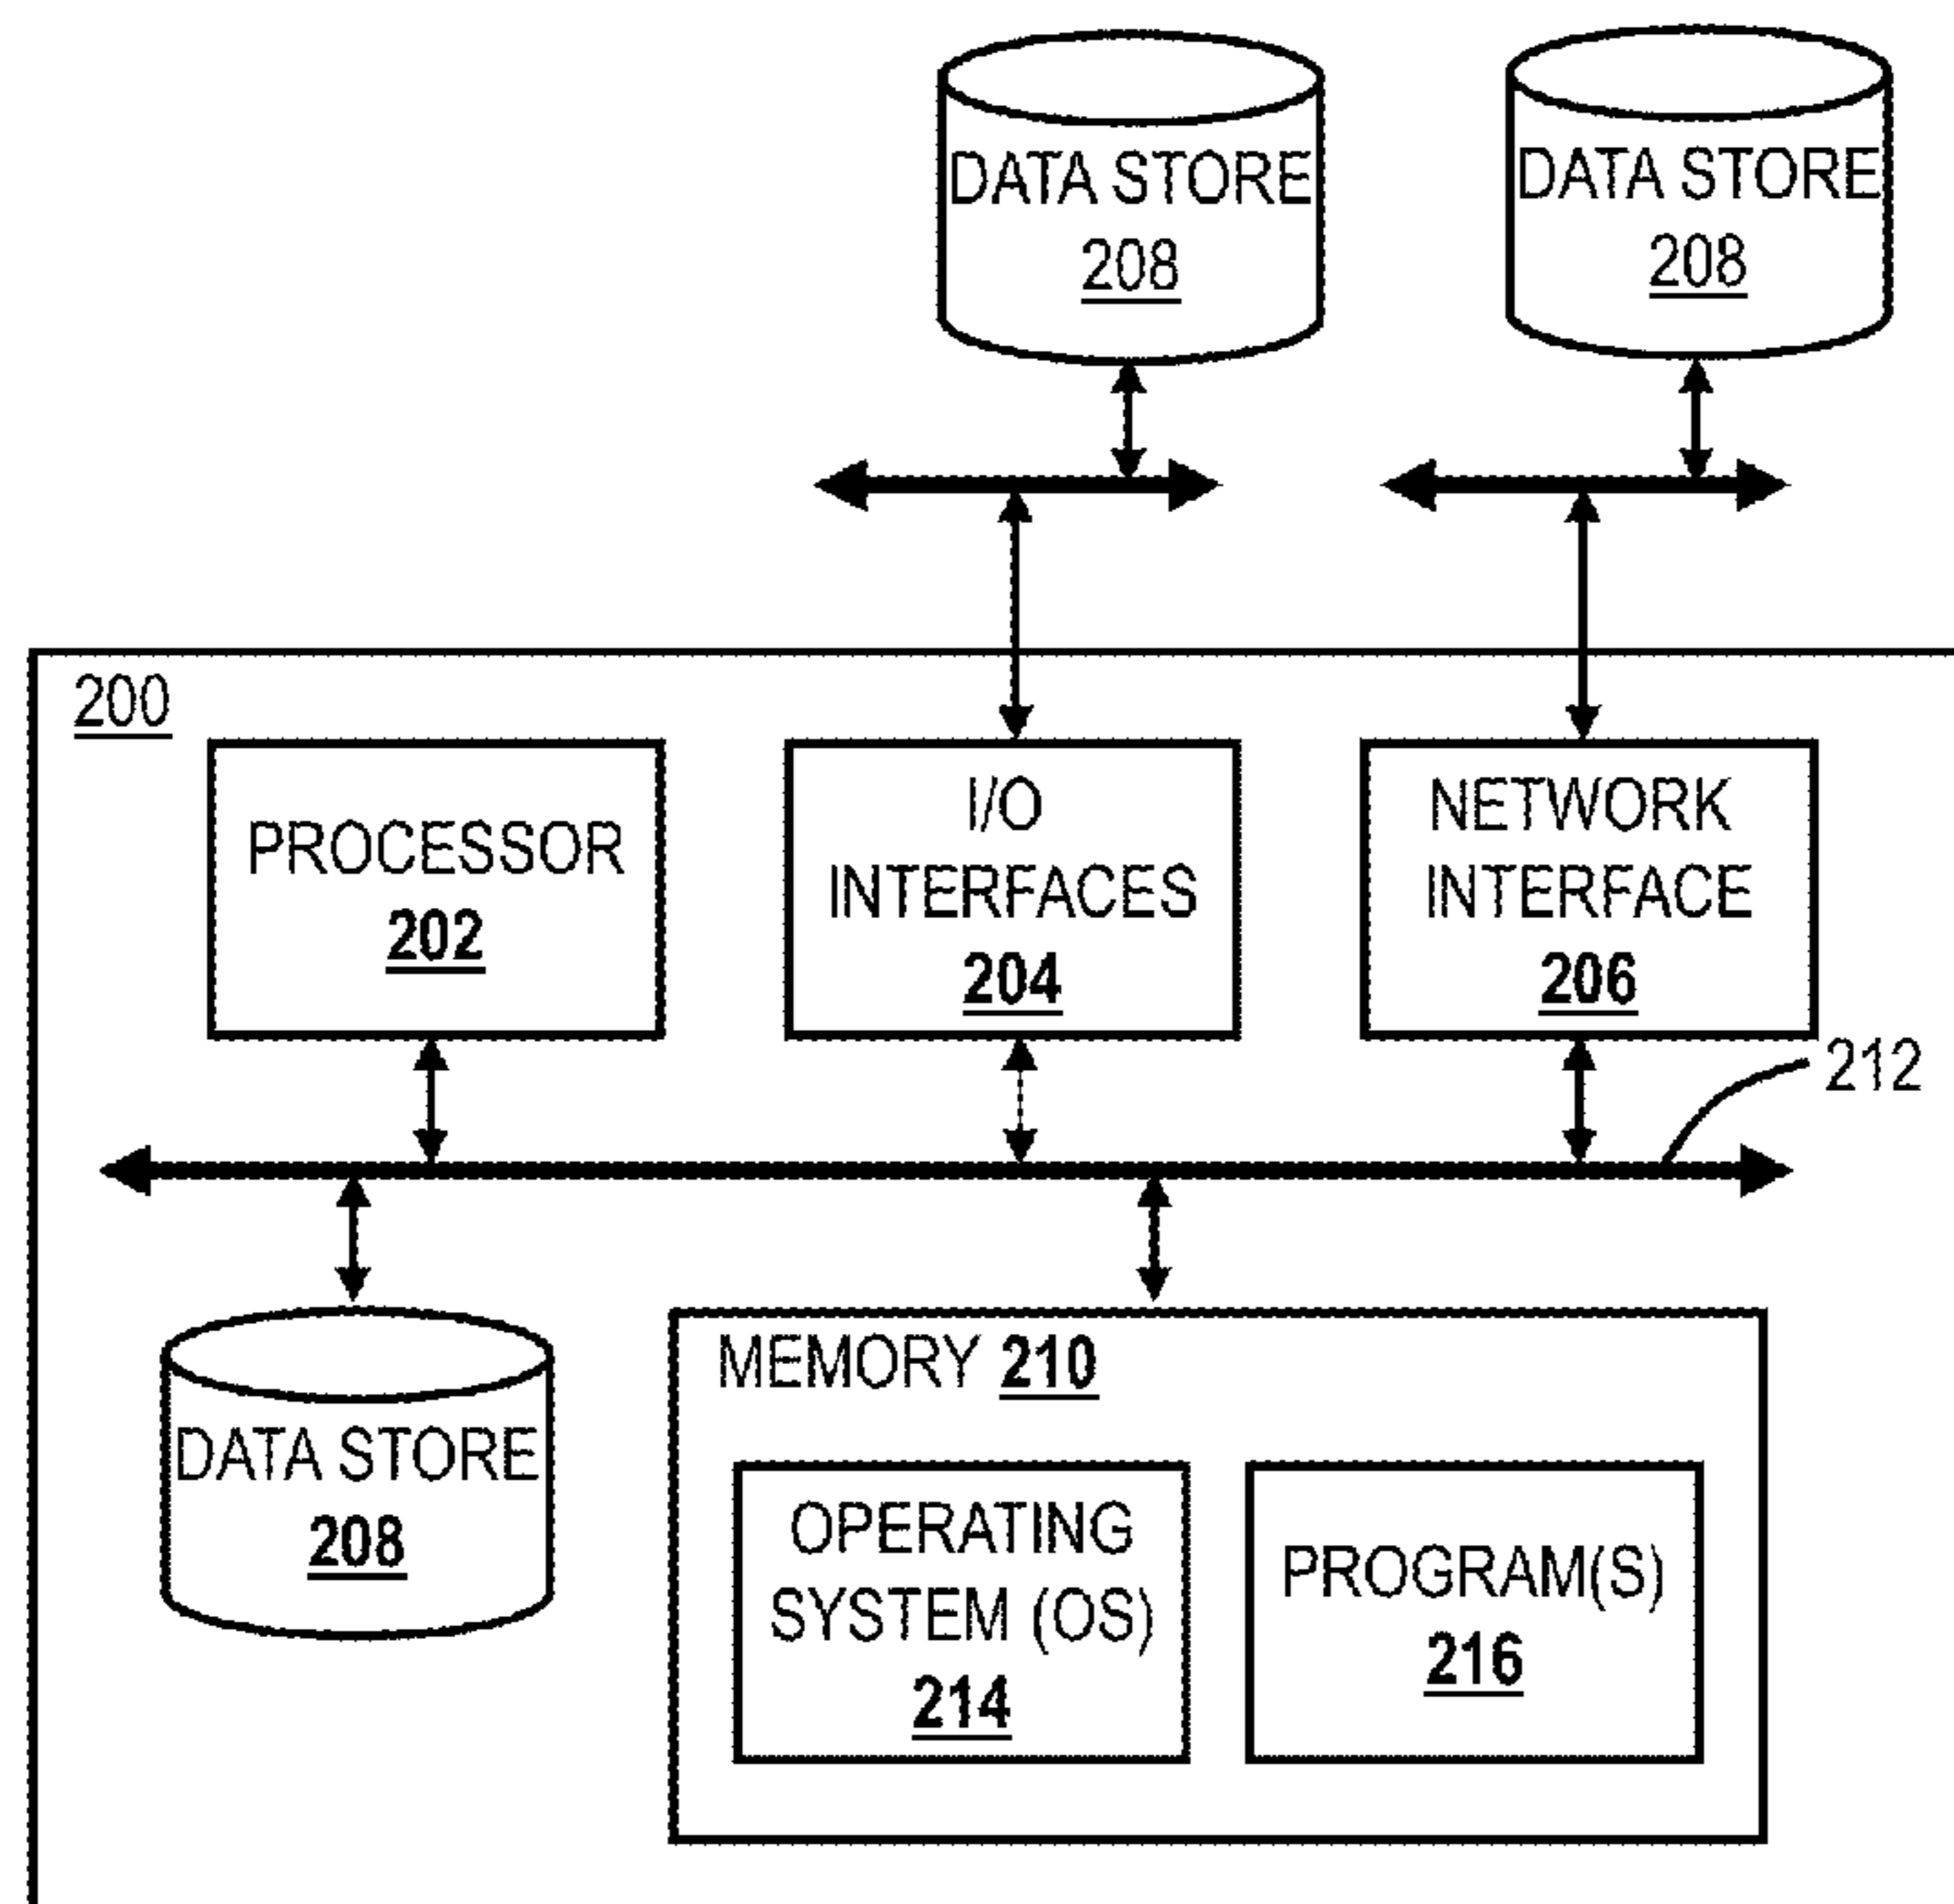 DATA STORE
208
DATA STORE
208
200
PROCESSOR
202
I/O
INTERFACES
204
NETWORK
INTERFACE
206
212
DATA STORE
208
MEMORY 210
OPERATING
SYSTEM (OS)
214
PROGRAM(S)
216